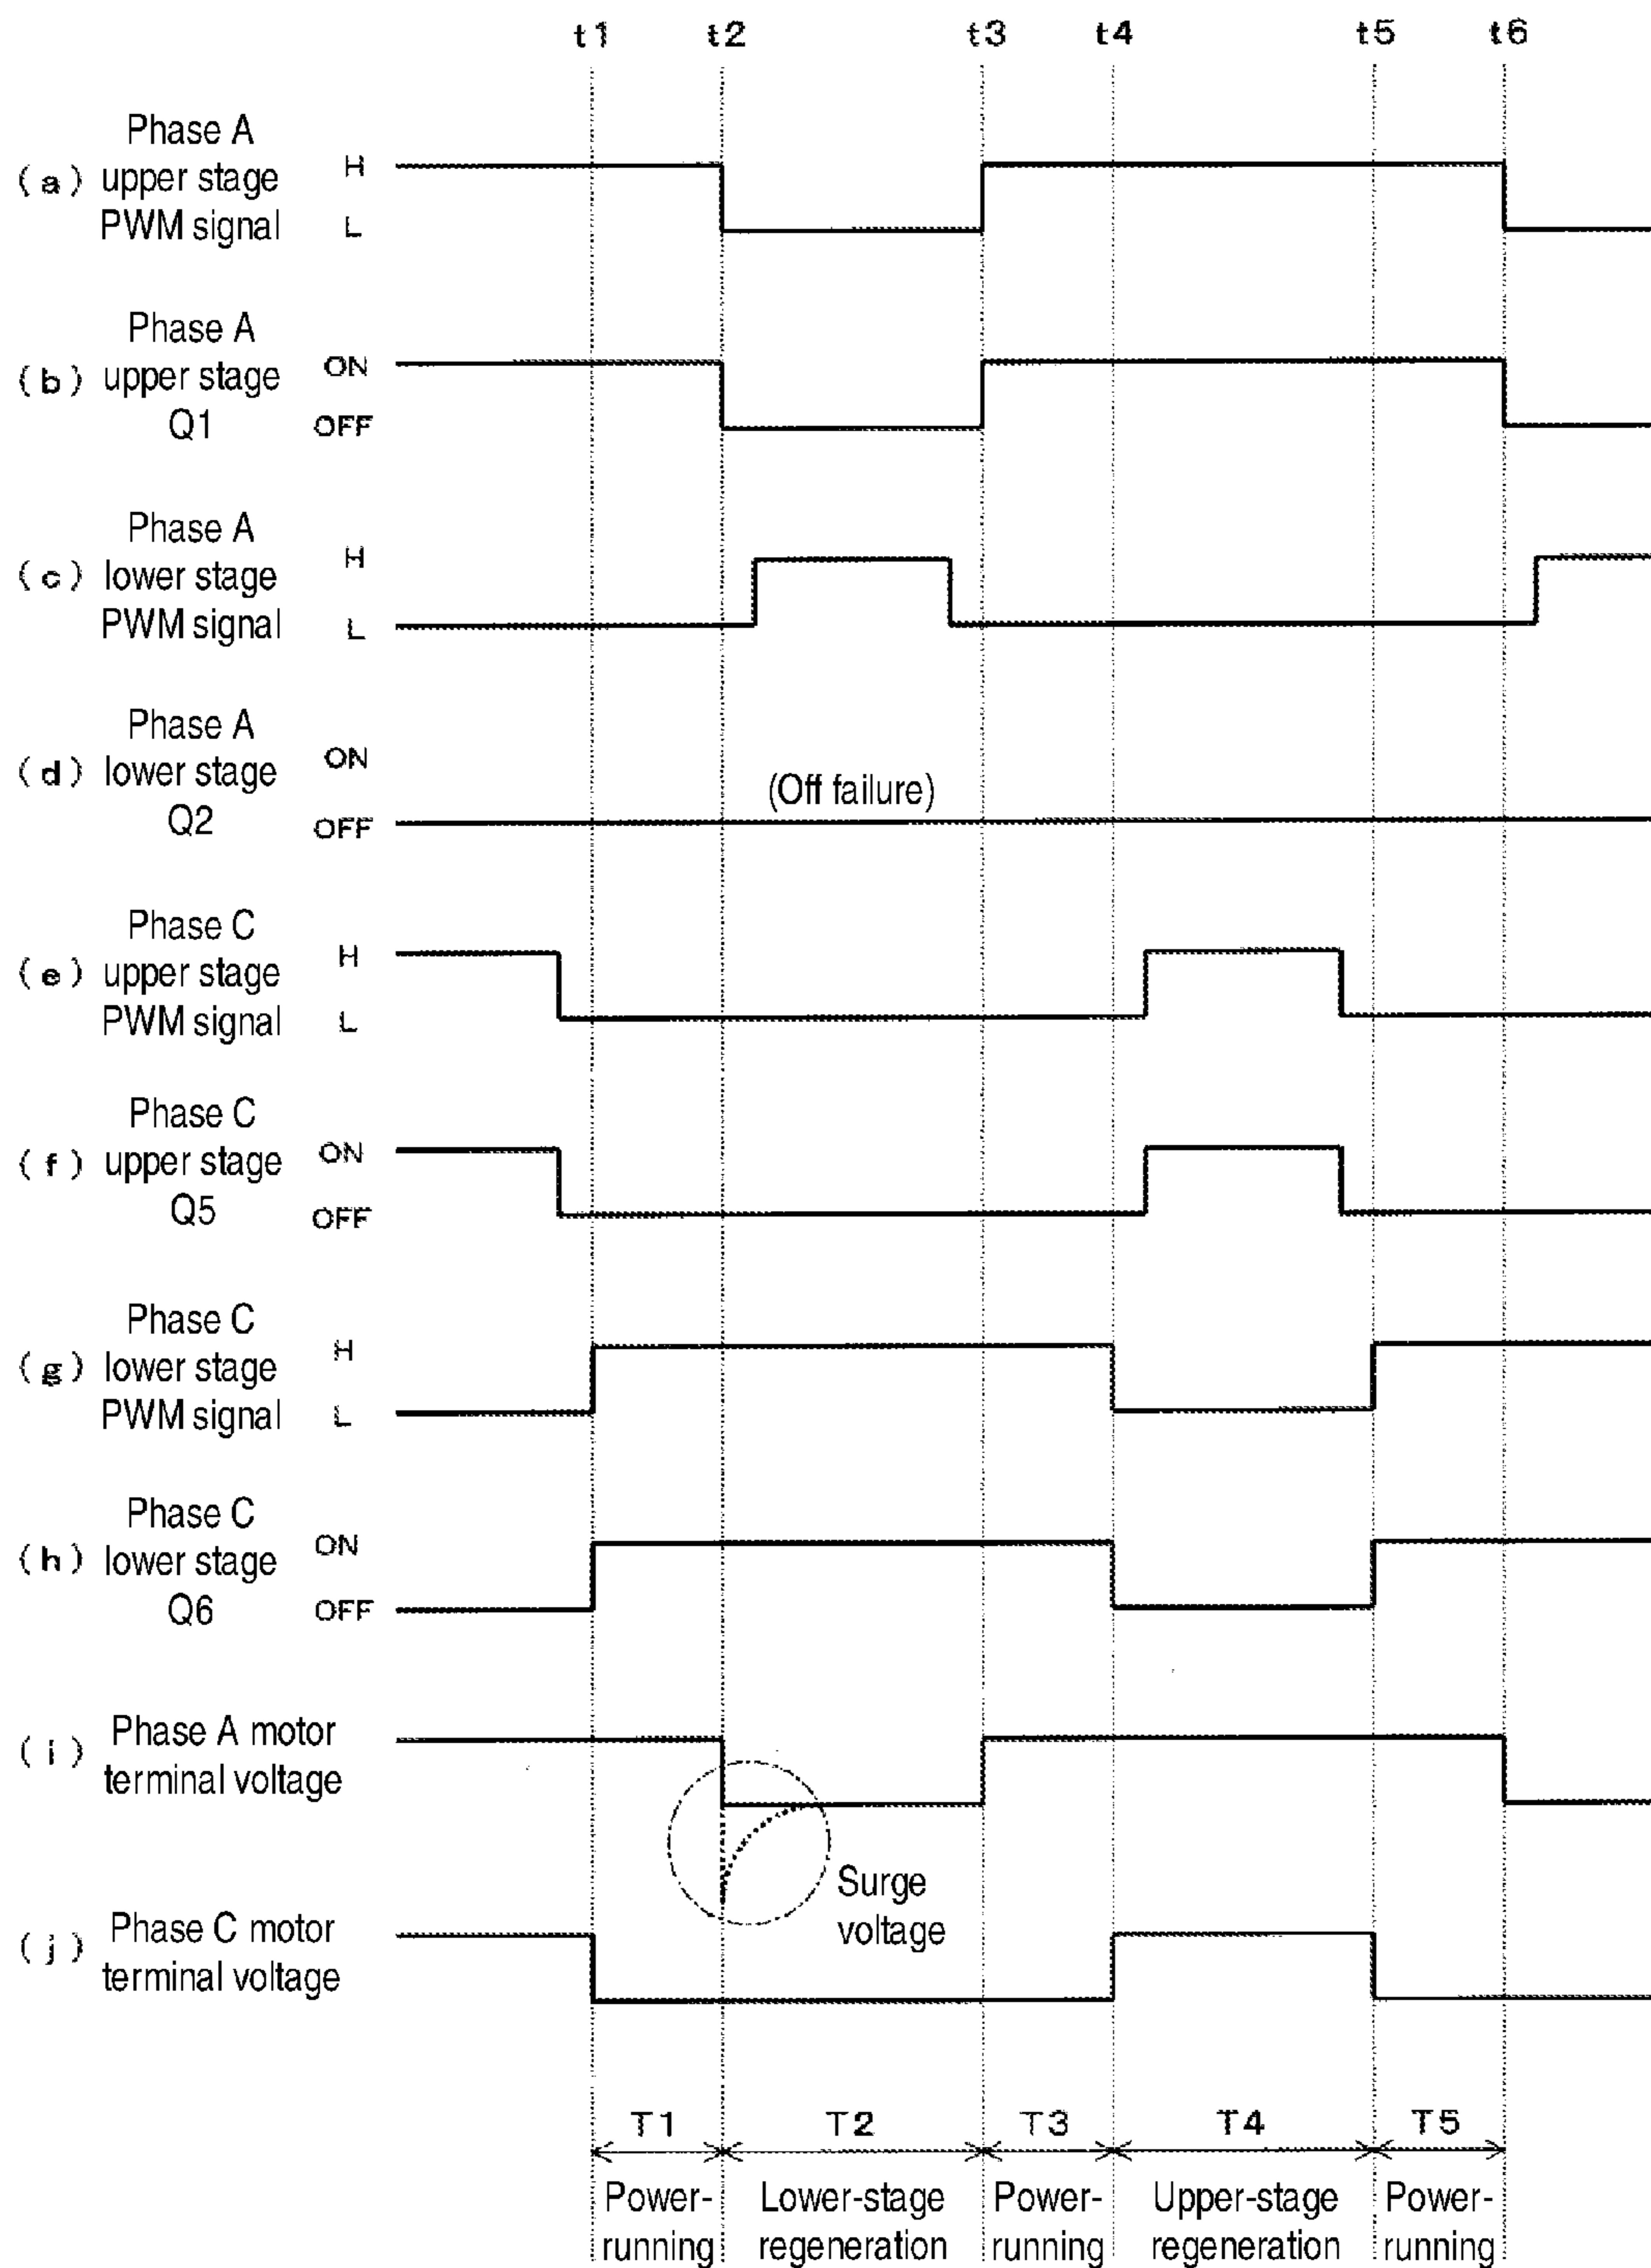 t1 t2 t3 t4 t5 t6
Phase A
(a) upper stage H
PWM signal L
Phase A
(b) upper stage ON
Q1 OFF
Phase A
(c) lower stage H
PWM signal L
Phase A
(d) lower stage ON
(Off failure)
Q2 OFF
Phase C
(e) upper stage H
PWM signal L
Phase C
(f) upper stage ON
Q5 OFF
Phase C
(g) lower stage H
PWM signal L
Phase C
(h) lower stage ON
Q6 OFF
(i) Phase A motor
terminal voltage
Surge
voltage
(j) Phase C motor
terminal voltage
T1 T2 T3 T4 T5
Power- Lower-stage Power- Upper-stage Power-
running regeneration running regeneration running